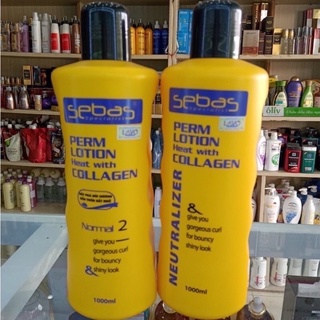 sebas
PERM
LOTION
Heat with
COLLAGEN
Normal 2
give you
gorgeous curl
for bouncy
& shiny look
1000ml
sebas
PERM
LOTION
Heat with
COLLAGEN
NEUTRALIZER
&
give you
gorgeous curl
for bouncy
shiny look
1000ml